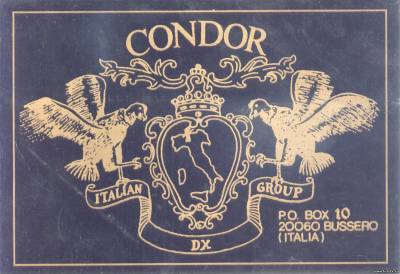 CONDOR
ITALIAN GROUP
DX
P.O. BOX 10
20060 BUSSERO
(ITALIA)